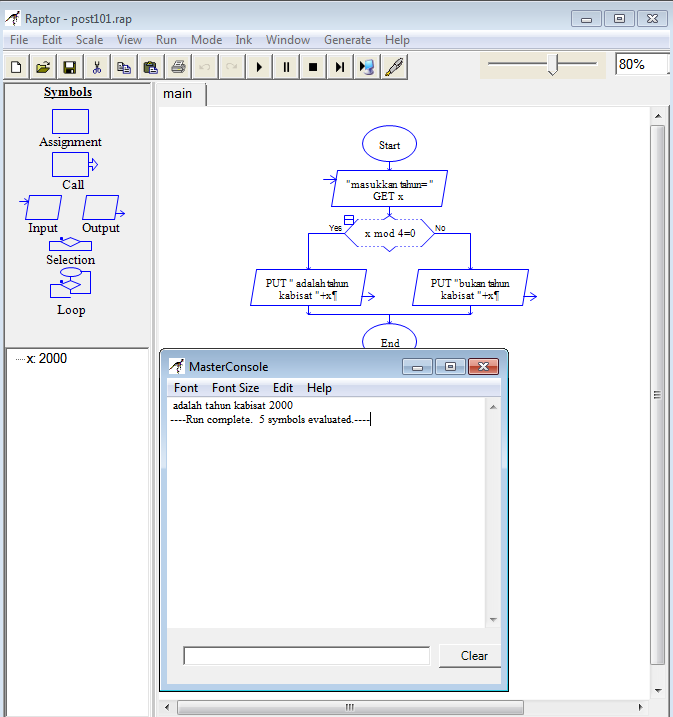 Raptor - post101.rap
File Edit Scale View Run Mode Ink Window Generate Help
80%
Symbols
Assignment
Call
Input Output
Selection
Loop
x: 2000
main
Start
"masukkan tahun="
GET x
Yes x mod 4=0 No
PUT " adalah tahun
kabisat "+x¶
PUT "bukan tahun
kabisat "+x¶
End
MasterConsole
Font Font Size Edit Help
adalah tahun kabisat 2000
----Run complete. 5 symbols evaluated.----
Clear